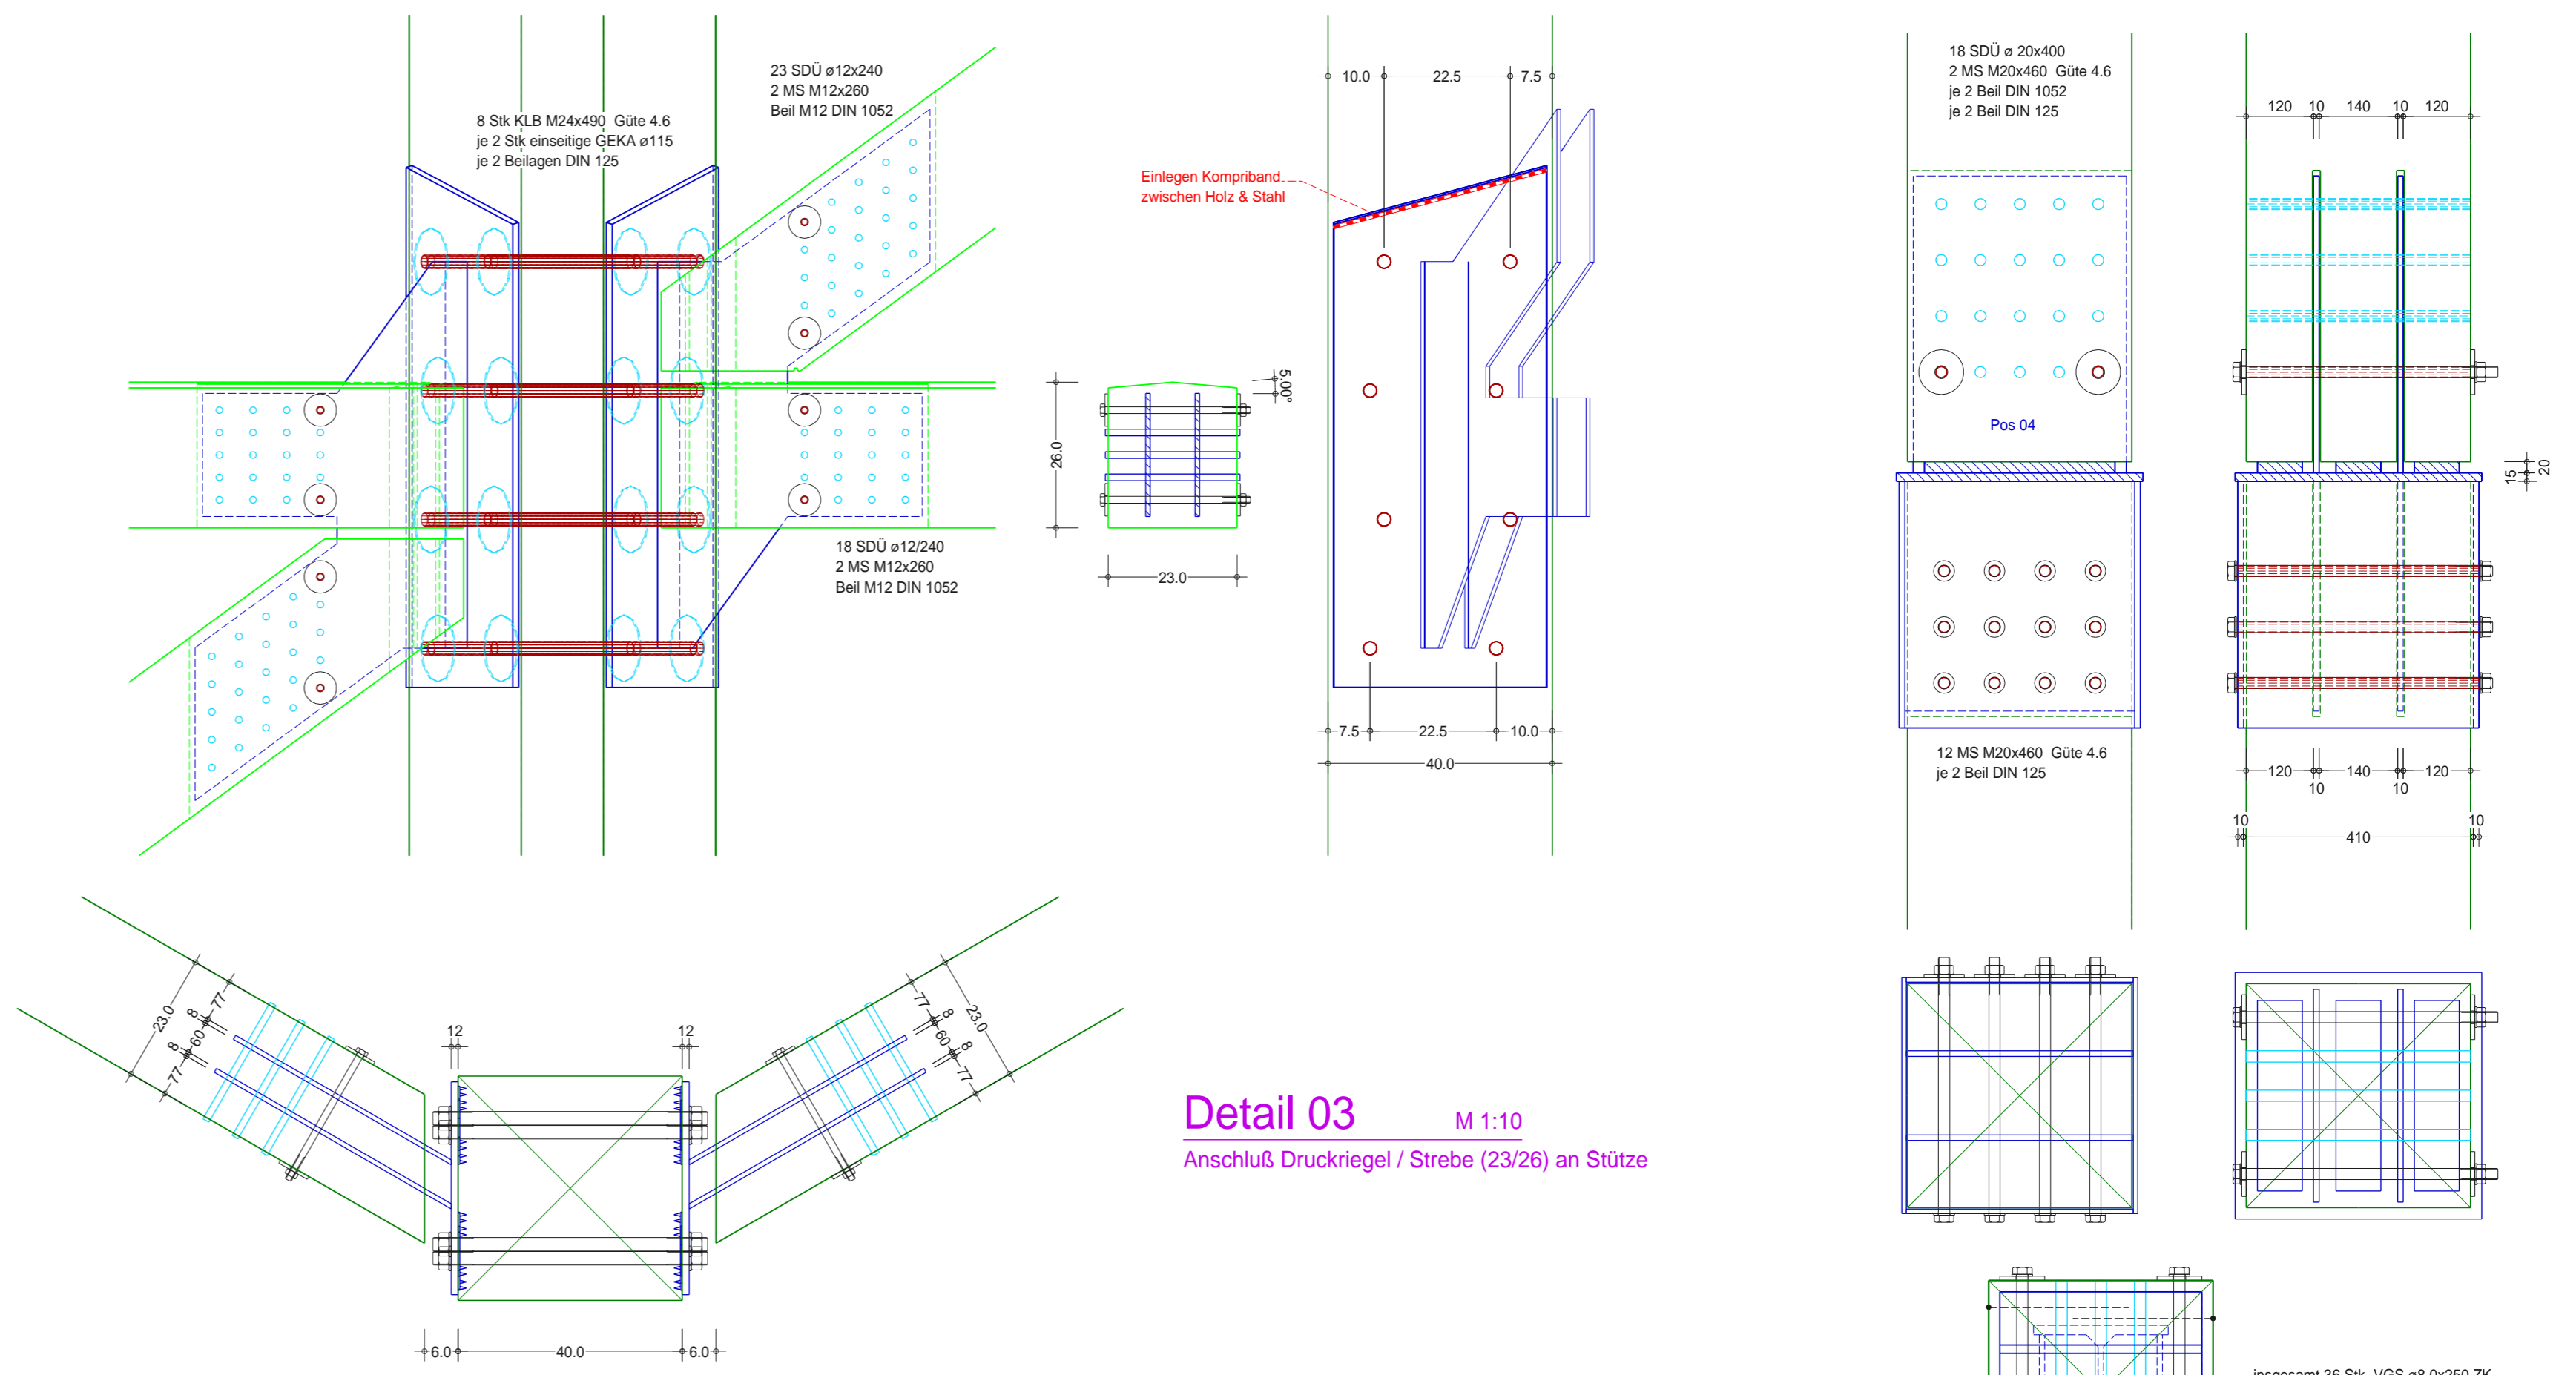 23 SDÜ ø12x240
2 MS M12x260
Beil M12 DIN 1052
8 Stk KLB M24x490 Güte 4.6
je 2 Stk einseitige GEKA ø115
je 2 Beilagen DIN 125
18 SDÜ ø12/240
2 MS M12x260
Beil M12 DIN 1052
10.0 22.5 7.5
Einlegen Kompriband
zwischen Holz & Stahl
5.00°
26.0
23.0
7.5 22.5 10.0
40.0
18 SDÜ ø 20x400
2 MS M20x460 Güte 4.6
je 2 Beil DIN 1052
je 2 Beil DIN 125
120 10 140 10 120
Pos 04
15 20
12 MS M20x460 Güte 4.6
je 2 Beil DIN 125
120 140 120
10 10
10 10
410
23.0
77
8
60
8
77
12 12
77
8
60
8
77
23.0
6.0 40.0 6.0
Detail 03 M 1:10
Anschluß Druckriegel / Strebe (23/26) an Stütze
insgesamt 36 Stk. VGS ø8,0x250 ZK